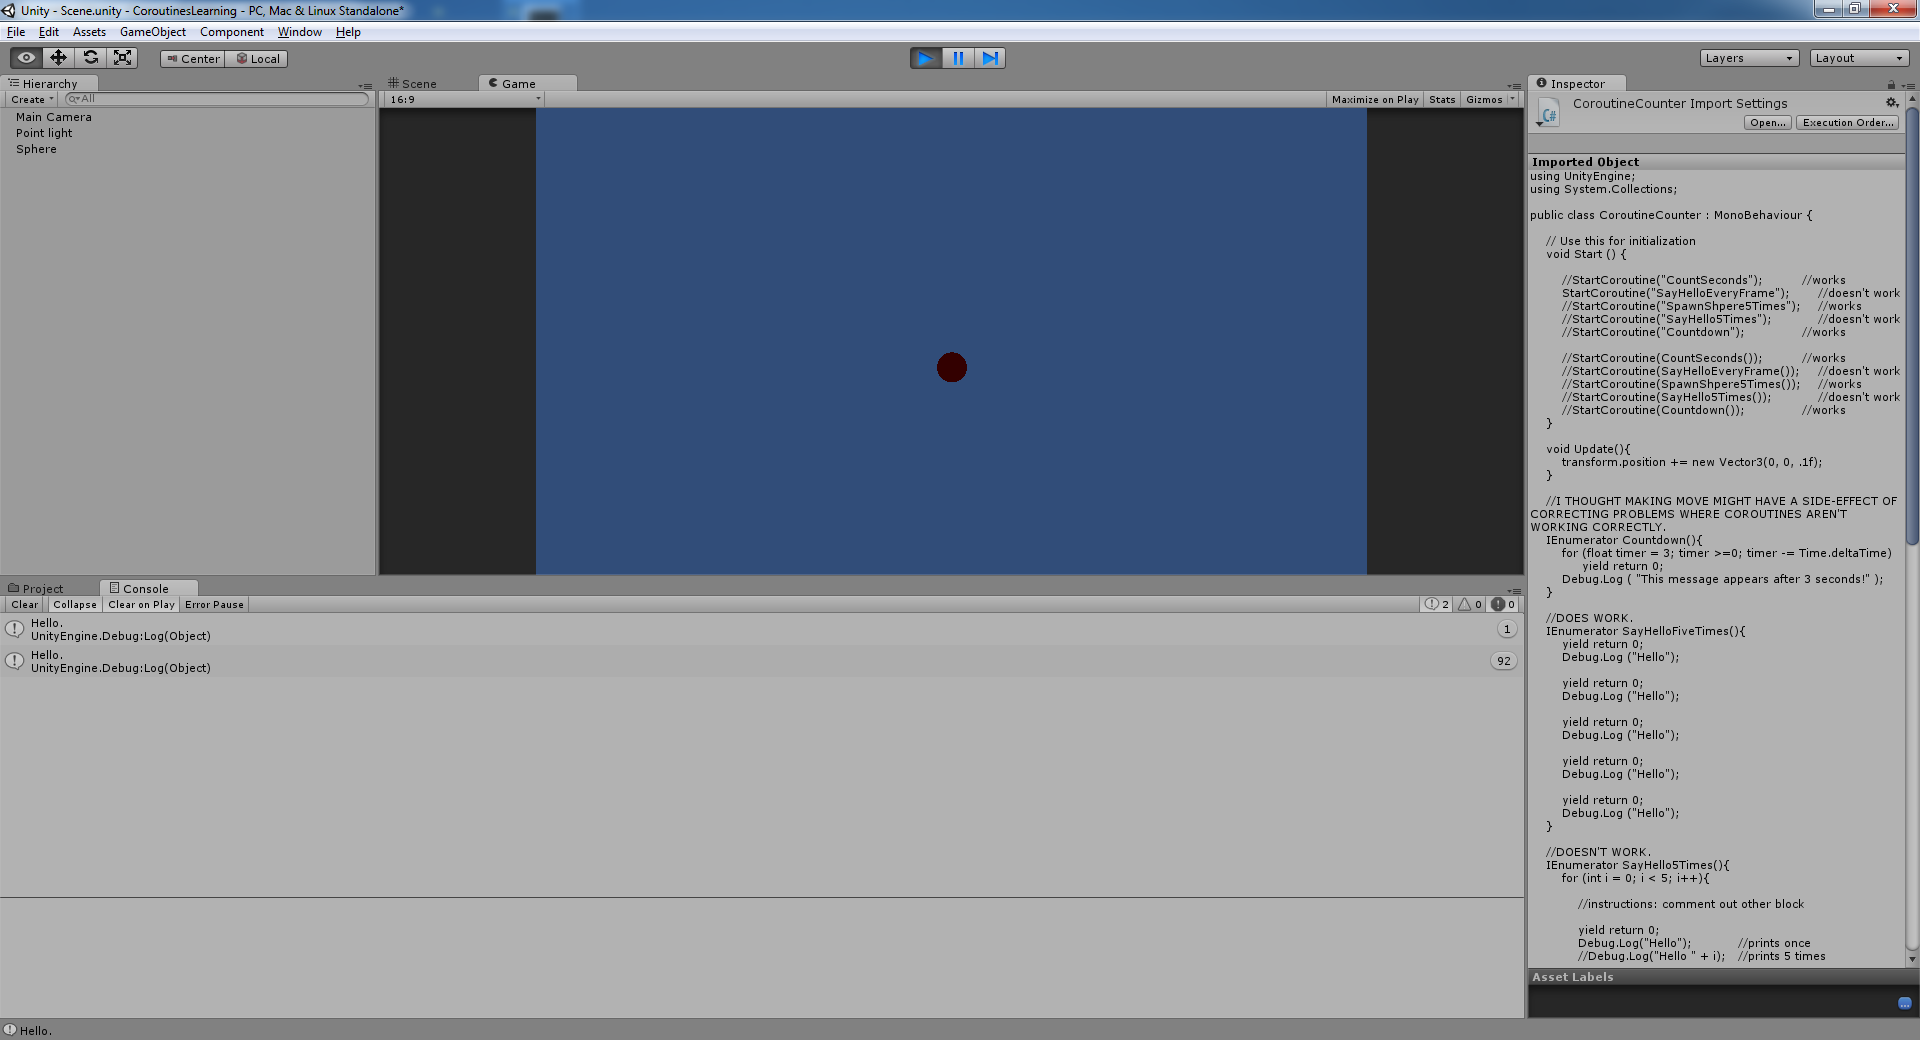 Unity - Scene.unity - CoroutinesLearning - PC, Mac & Linux Standalone*
File Edit Assets GameObject Component Window Help
Center Local Layers Layout
Hierarchy
Create All
Main Camera
Point light
Sphere
Scene Game
16:9 Maximize on Play Stats Gizmos
Project Console
Clear Collapse Clear on Play Error Pause 2 0 0
Hello.
UnityEngine.Debug:Log(Object) 1
Hello.
UnityEngine.Debug:Log(Object) 92
Hello.
Inspector
CoroutineCounter Import Settings
Open... Execution Order...
C#
Imported Object
using UnityEngine;
using System.Collections;
public class CoroutineCounter : MonoBehaviour {
// Use this for initialization
void Start () {
//StartCoroutine("CountSeconds"); //works
StartCoroutine("SayHelloEveryFrame"); //doesn't work
//StartCoroutine("SpawnShpere5Times"); //works
//StartCoroutine("SayHello5Times"); //doesn't work
//StartCoroutine("Countdown"); //works
//StartCoroutine(CountSeconds()); //works
//StartCoroutine(SayHelloEveryFrame()); //doesn't work
//StartCoroutine(SpawnShpere5Times()); //works
//StartCoroutine(SayHello5Times()); //doesn't work
//StartCoroutine(Countdown()); //works
}
void Update(){
transform.position += new Vector3(0, 0, .1f);
}
//I THOUGHT MAKING MOVE MIGHT HAVE A SIDE-EFFECT OF
CORRECTING PROBLEMS WHERE COROUTINES AREN'T
WORKING CORRECTLY.
IEnumerator Countdown(){
for (float timer = 3; timer >=0; timer -= Time.deltaTime)
yield return 0;
Debug.Log ( "This message appears after 3 seconds!" );
}
//DOES WORK.
IEnumerator SayHelloFiveTimes(){
yield return 0;
Debug.Log ("Hello");
yield return 0;
Debug.Log ("Hello");
yield return 0;
Debug.Log ("Hello");
yield return 0;
Debug.Log ("Hello");
yield return 0;
Debug.Log ("Hello");
}
//DOESN'T WORK.
IEnumerator SayHello5Times(){
for (int i = 0; i < 5; i++){
//instructions: comment out other block
yield return 0;
Debug.Log("Hello"); //prints once
//Debug.Log("Hello " + i); //prints 5 times
Asset Labels